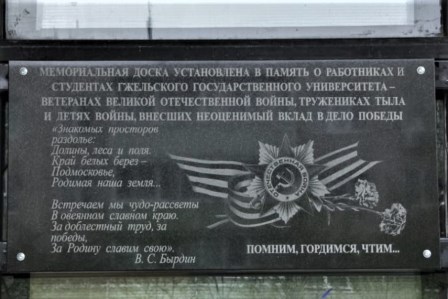 МЕМОРИАЛЬНАЯ ДОСКА УСТАНОВЛЕНА В ПАМЯТЬ О РАБОТНИКАХ И
СТУДЕНТАХ ГЖЕЛЬСКОГО ГОСУДАРСТВЕННОГО УНИВЕРСИТЕТА –
ВЕТЕРАНАХ ВЕЛИКОЙ ОТЕЧЕСТВЕННОЙ ВОЙНЫ, ТРУЖЕНИКАХ ТЫЛА
И ДЕТЯХ ВОЙНЫ, ВНЕСШИХ НЕОЦЕНИМЫЙ ВКЛАД В ДЕЛО ПОБЕДЫ
«Знакомых просторов
раздолье:
Долины, леса и поля.
Край белых берез –
Подмосковье,
Родимая наша земля...
Встречаем мы чудо-рассветы
В овеянном славном краю.
За доблестный труд, за
победы,
За Родину славим свою».
В. С. Бырдин
ПОМНИМ, ГОРДИМСЯ, ЧТИМ...